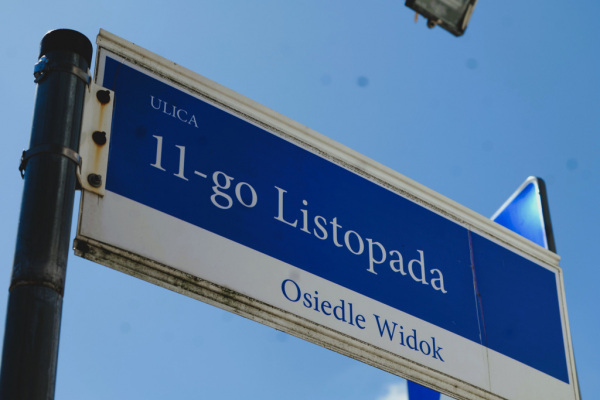 ULICA
11-go Listopada
Osiedle Widok